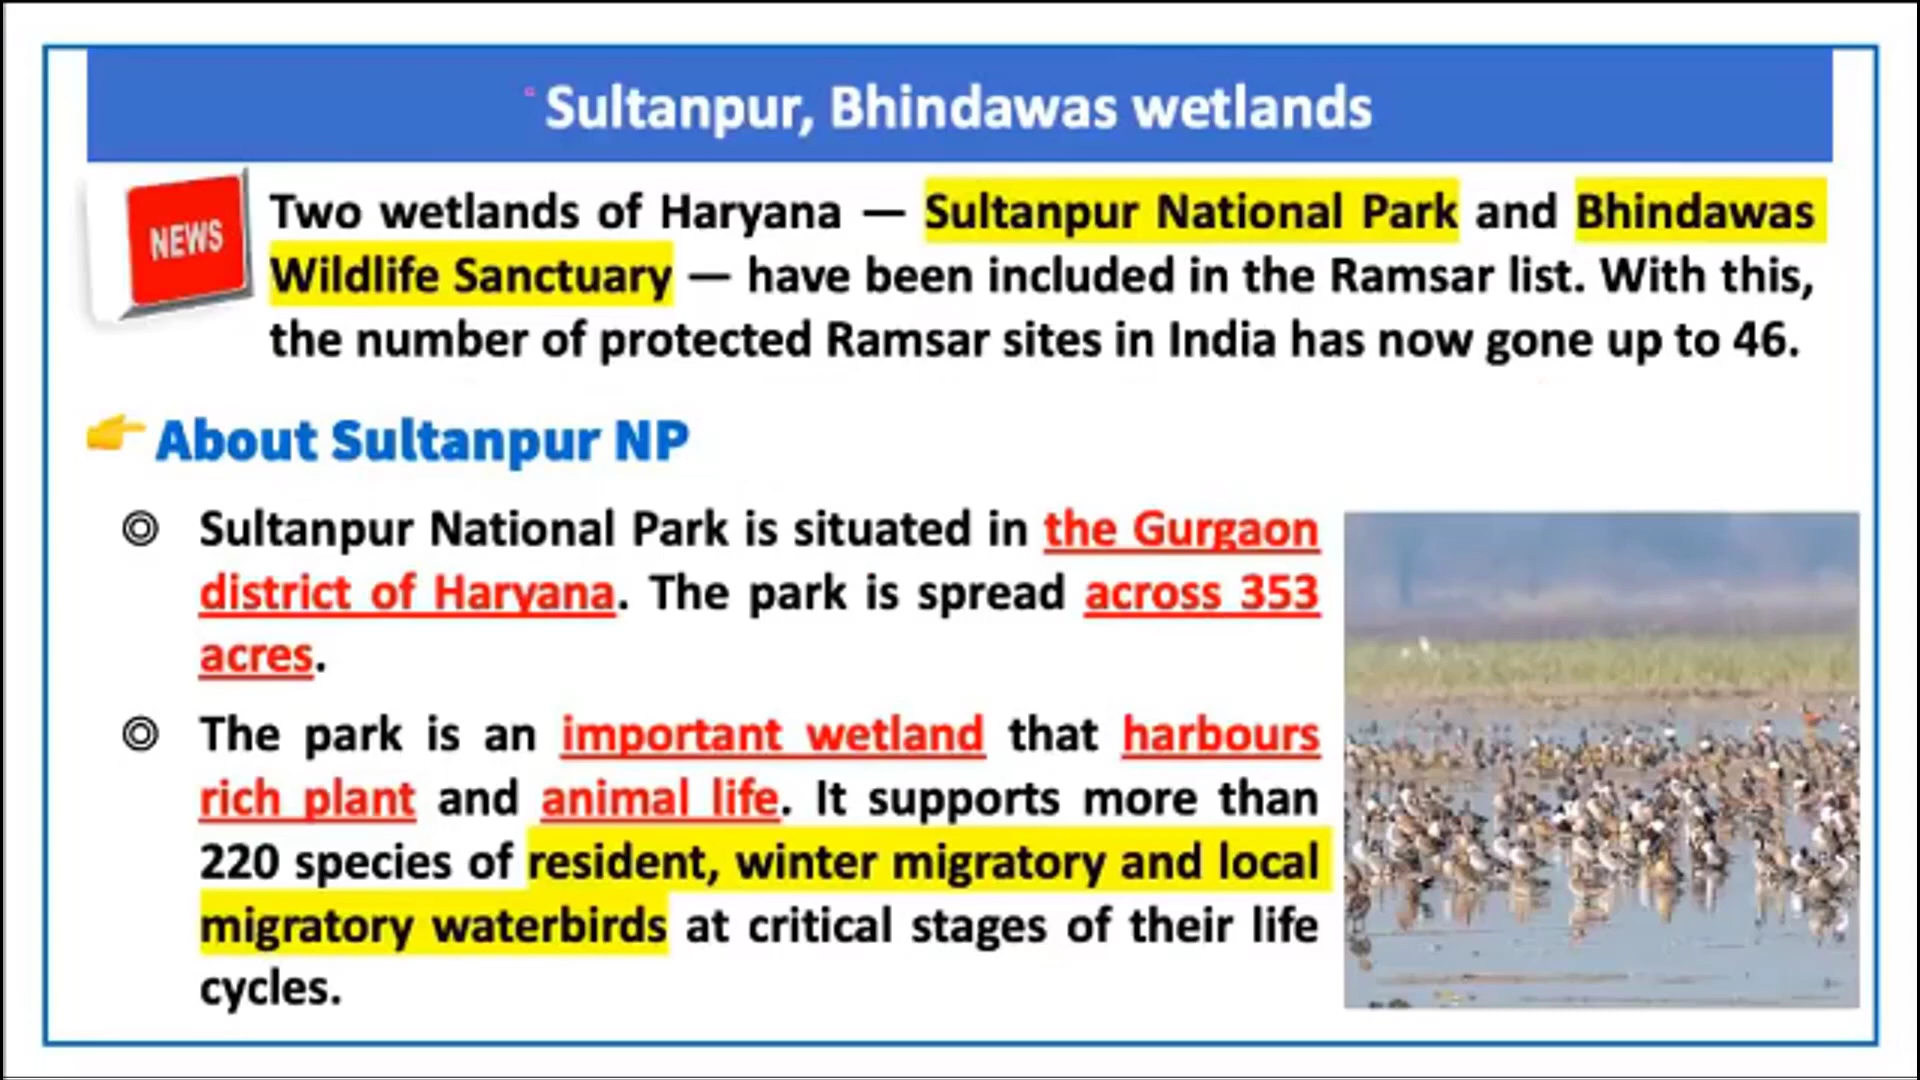 Sultanpur, Bhindawas wetlands
NEWS
Two wetlands of Haryana — Sultanpur National Park and Bhindawas
Wildlife Sanctuary — have been included in the Ramsar list. With this,
the number of protected Ramsar sites in India has now gone up to 46.
About Sultanpur NP
Sultanpur National Park is situated in the Gurgaon
district of Haryana. The park is spread across 353
acres.
The park is an important wetland that harbours
rich plant and animal life. It supports more than
220 species of resident, winter migratory and local
migratory waterbirds at critical stages of their life
cycles.